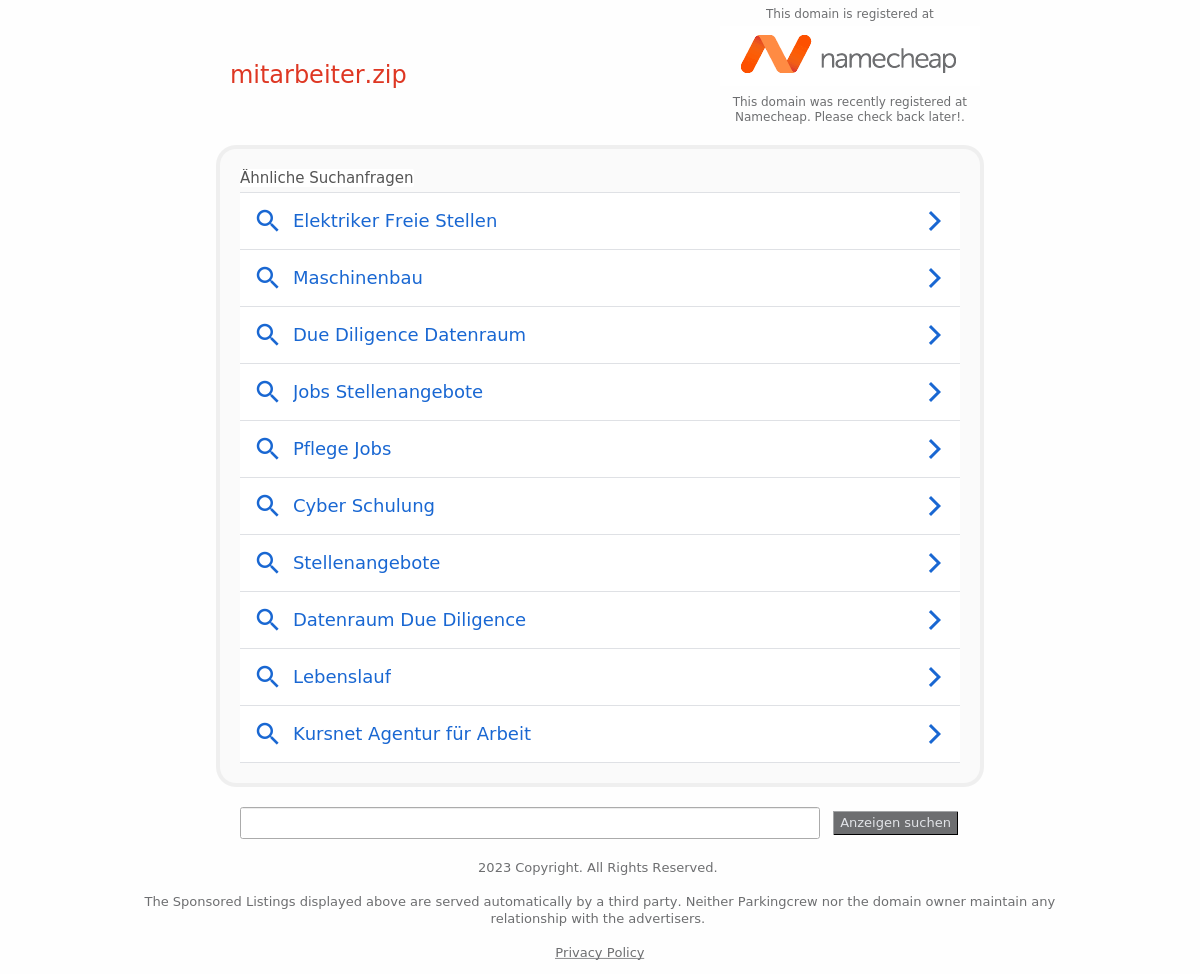 This domain is registered at
namecheap
mitarbeiter.zip
This domain was recently registered at
Namecheap. Please check back later!.
Ähnliche Suchanfragen
Elektriker Freie Stellen
Maschinenbau
Due Diligence Datenraum
Jobs Stellenangebote
Pflege Jobs
Cyber Schulung
Stellenangebote
Datenraum Due Diligence
Lebenslauf
Kursnet Agentur für Arbeit
Anzeigen suchen
2023 Copyright. All Rights Reserved.
The Sponsored Listings displayed above are served automatically by a third party. Neither Parkingcrew nor the domain owner maintain any
relationship with the advertisers.
Privacy Policy